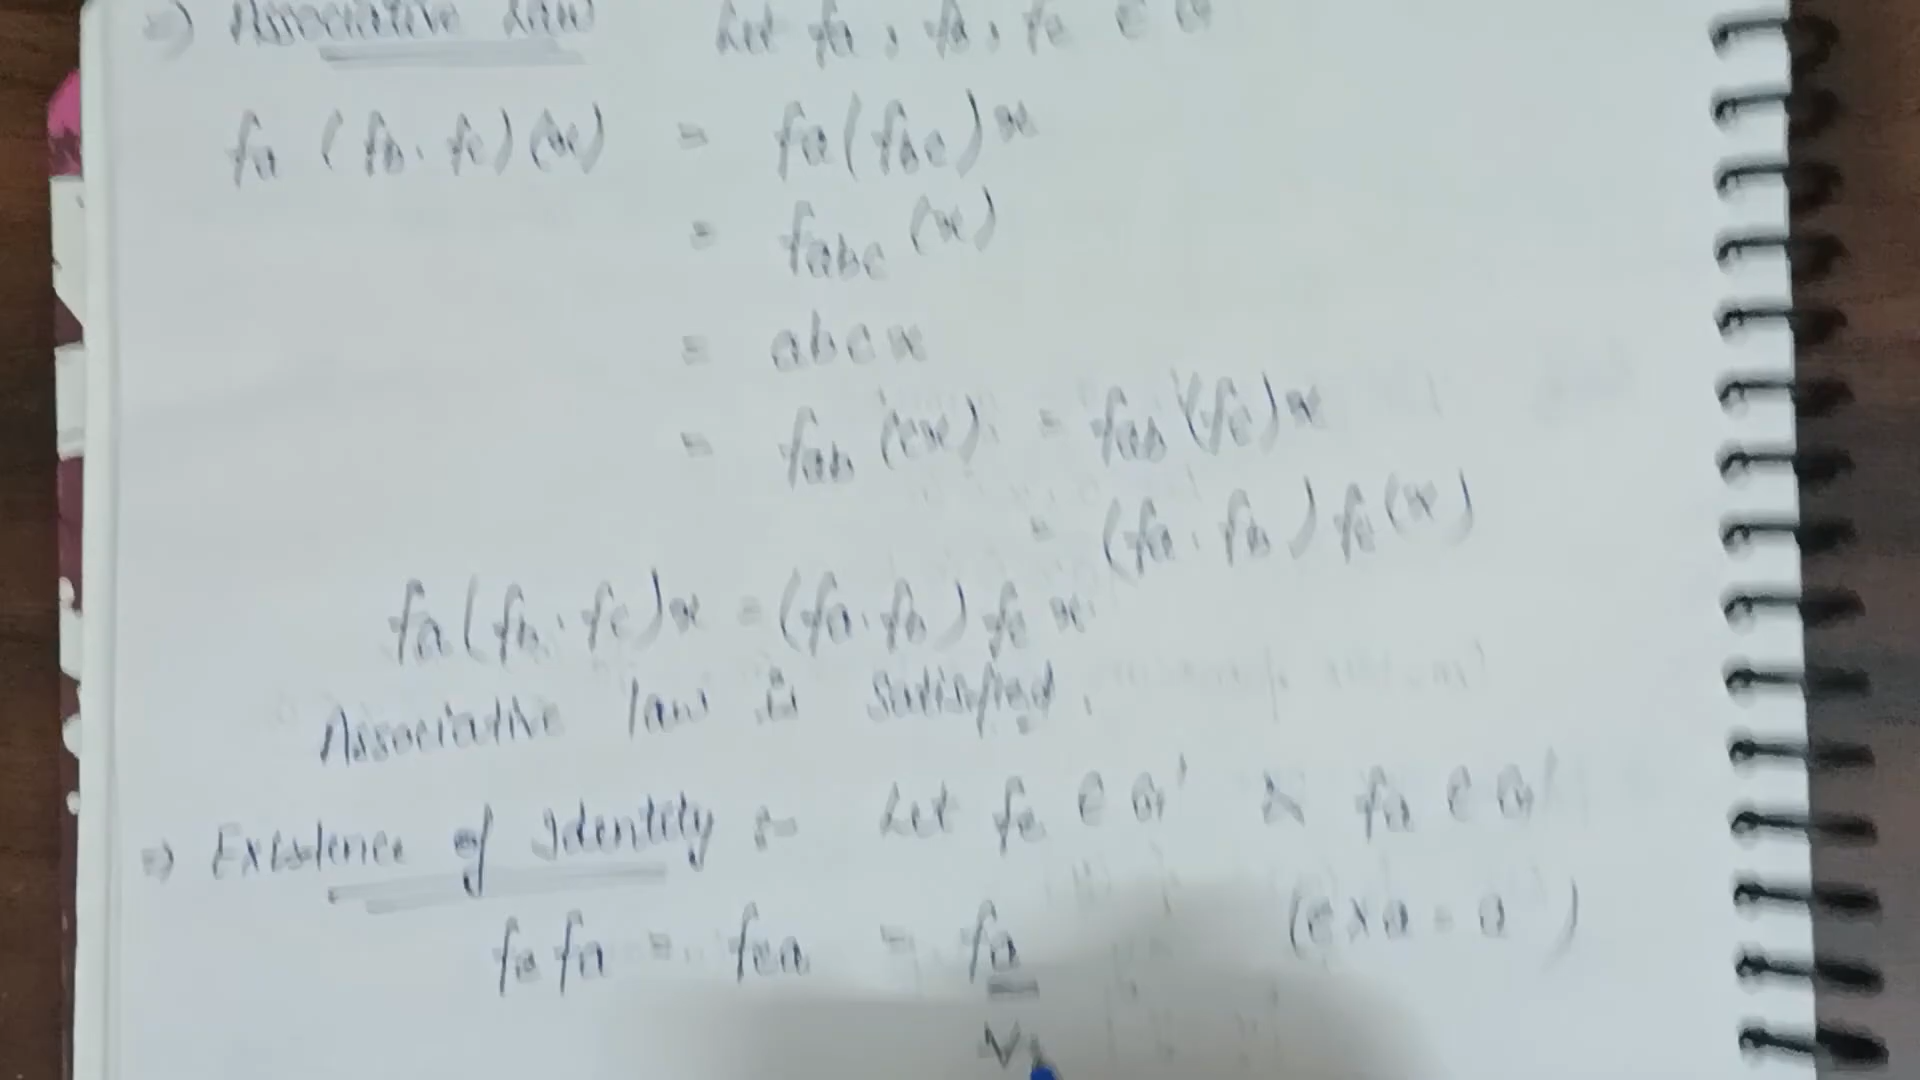 =) Associative Law Let fa, fb, fc ∈ G
fa (fb . fc) (x) = fa (fbc) x
= fabc (x)
= abcx
= fab (cx) = fab (fc) x
= (fa . fb) fc (x)
fa (fb . fc) x = (fa . fb) fc x
Associative law is satisfied.
=) Existence of Identity :- Let fe ∈ G' & fa ∈ G'
fe fa = fea = fa (e x a = a)